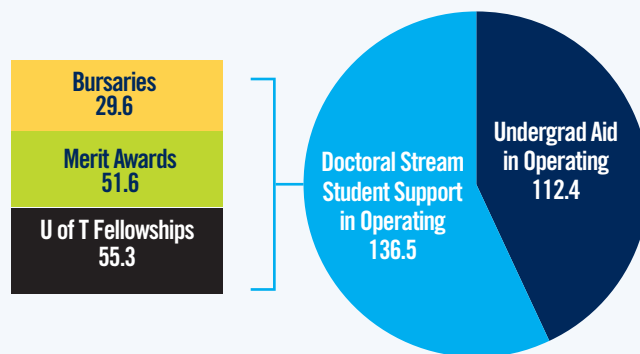 Bursaries
29.6
Merit Awards
51.6
U of T Fellowships
55.3
Doctoral Stream
Student Support
in Operating
136.5
Undergrad Aid
in Operating
112.4